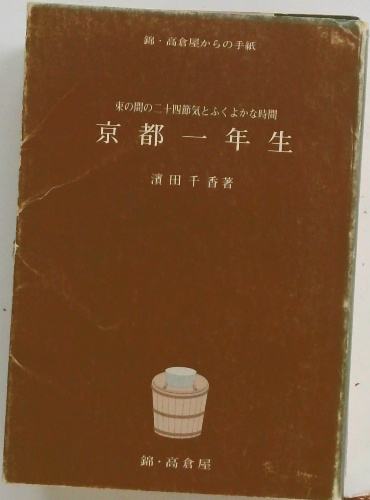 錦・高倉屋からの手紙
束の間の二十四節気とふくよかな時間
京都一年生
濱田千香著
錦・高倉屋